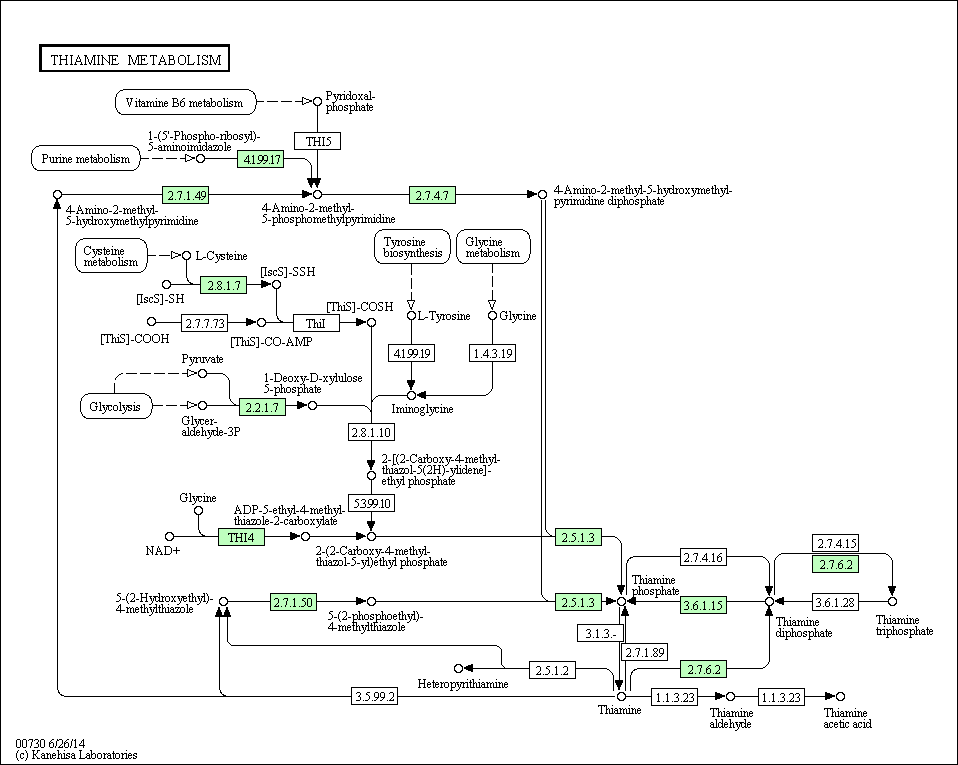 THIAMINE METABOLISM
Vitamine B6 metabolism
Pyridoxal-
phosphate
1-(5'-Phospho-ribosyl)-
5-aminoimidazole
THI5
Purine metabolism
4.1.99.17
2.7.1.49
2.7.4.7
4-Amino-2-methyl-5-hydroxymethyl-
pyrimidine diphosphate
4-Amino-2-methyl-
5-hydroxymethylpyrimidine
4-Amino-2-methyl-
5-phosphomethylpyrimidine
Cysteine
metabolism
L-Cysteine
Tyrosine
biosynthesis
Glycine
metabolism
[IscS]-SSH
2.8.1.7
[IscS]-SH
[ThiS]-COSH
L-Tyrosine
Glycine
2.7.7.73
ThiI
[ThiS]-COOH
[ThiS]-CO-AMP
4.1.99.19
1.4.3.19
Pyruvate
1-Deoxy-D-xylulose
5-phosphate
Glycolysis
2.2.1.7
Iminoglycine
Glycer-
aldehyde-3P
2.8.1.10
2-[(2-Carboxy-4-methyl-
thiazol-5(2H)-ylidene]-
ethyl phosphate
Glycine
5.3.99.10
ADP-5-ethyl-4-methyl-
thiazole-2-carboxylate
THI4
2.5.1.3
NAD+
2-(2-Carboxy-4-methyl-
thiazol-5-yl)ethyl phosphate
2.7.4.16
2.7.4.15
2.7.6.2
Thiamine
phosphate
5-(2-Hydroxyethyl)-
4-methylthiazole
2.7.1.50
2.5.1.3
3.6.1.15
3.6.1.28
5-(2-phosphoethyl)-
4-methylthiazole
Thiamine
diphosphate
Thiamine
triphosphate
3.1.3.-
2.7.1.89
2.5.1.2
2.7.6.2
Heteropyrithiamine
3.5.99.2
1.1.3.23
1.1.3.23
Thiamine
Thiamine
aldehyde
Thiamine
acetic acid
00730 6/26/14
(c) Kanehisa Laboratories